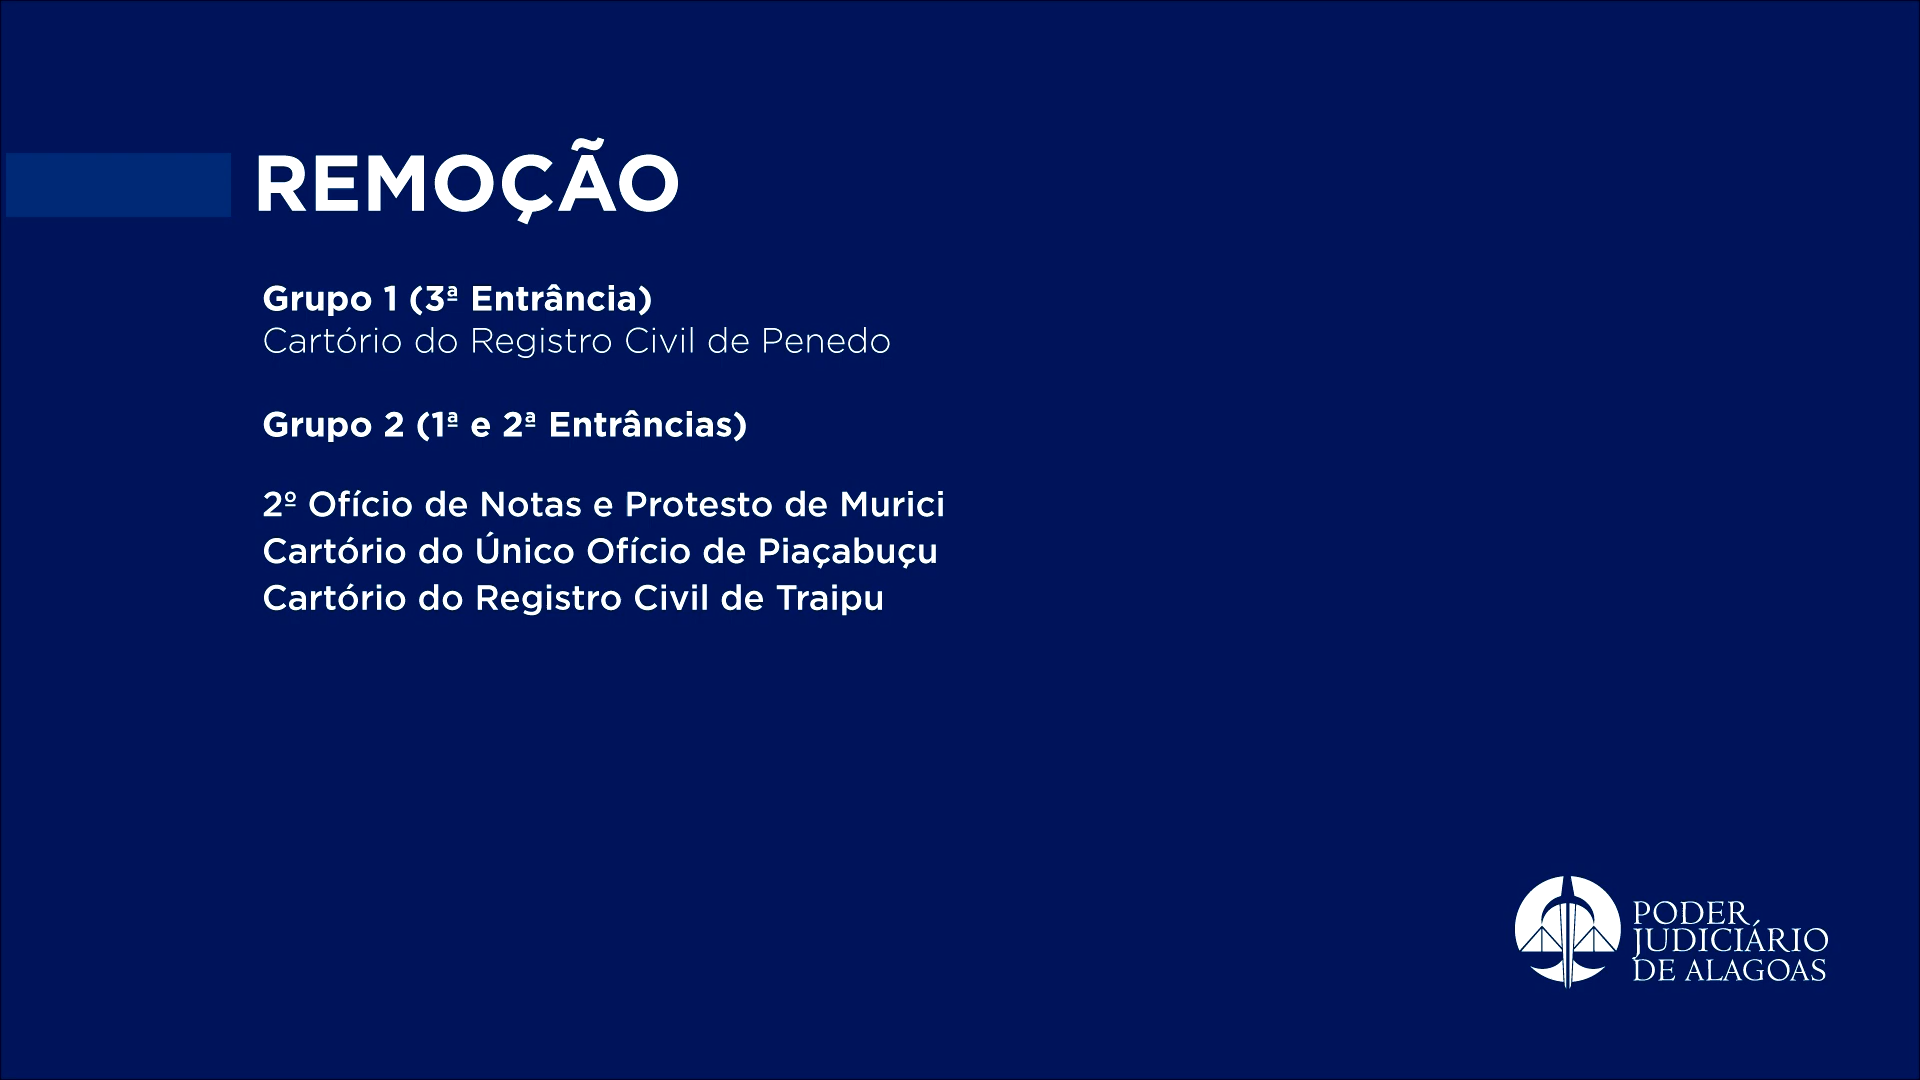 REMOÇÃO
Grupo 1 (3ª Entrância)
Cartório do Registro Civil de Penedo
Grupo 2 (1ª e 2ª Entrâncias)
2º Ofício de Notas e Protesto de Murici
Cartório do Único Ofício de Piaçabuçu
Cartório do Registro Civil de Traipu
PODER
JUDICIÁRIO
DE ALAGOAS